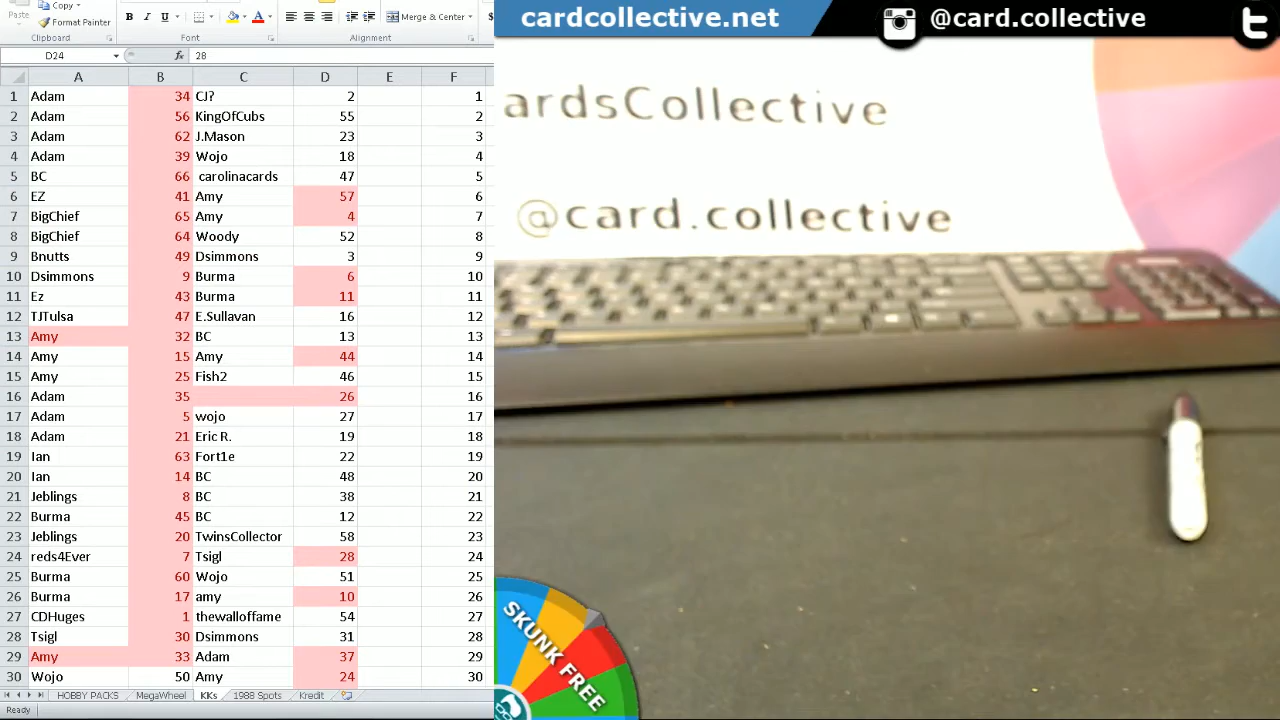 Copy
Paste
B I U A Merge & Center $
Clipboard Font Alignment
D24 fx 28
A B C D E F
1 Adam 34 CJ? 2 1
2 Adam 56 KingOfCubs 55 2
3 Adam 62 J.Mason 23 3
4 Adam 39 Wojo 18 4
5 BC 66 carolinacards 47 5
6 EZ 41 Amy 57 6
7 BigChief 65 Amy 4 7
8 BigChief 64 Woody 52 8
9 Bnutts 49 Dsimmons 3 9
10 Dsimmons 9 Burma 6 10
11 Ez 43 Burma 11 11
12 TJTulsa 47 E.Sullavan 16 12
13 Amy 32 BC 13 13
14 Amy 15 Amy 44 14
15 Amy 25 Fish2 46 15
16 Adam 35 26 16
17 Adam 5 wojo 27 17
18 Adam 21 Eric R. 19 18
19 Ian 63 Fort1e 22 19
20 Ian 14 BC 48 20
21 Jeblings 8 BC 38 21
22 Burma 45 BC 12 22
23 Jeblings 20 TwinsCollector 58 23
24 reds4Ever 7 Tsigl 28 24
25 Burma 60 Wojo 51 25
26 Burma 17 amy 10 26
27 CDHuges 1 thewalloffame 54 27
28 Tsigl 30 Dsimmons 31 28
29 Amy 33 Adam 37 29
30 Wojo 50 Amy 24 30
HOBBY PACKS MegaWheel KKs 1988 Spots Kredit
Ready
cardcollective.net @card.collective
ardsCollective
@card.collective
SKUNK FREE